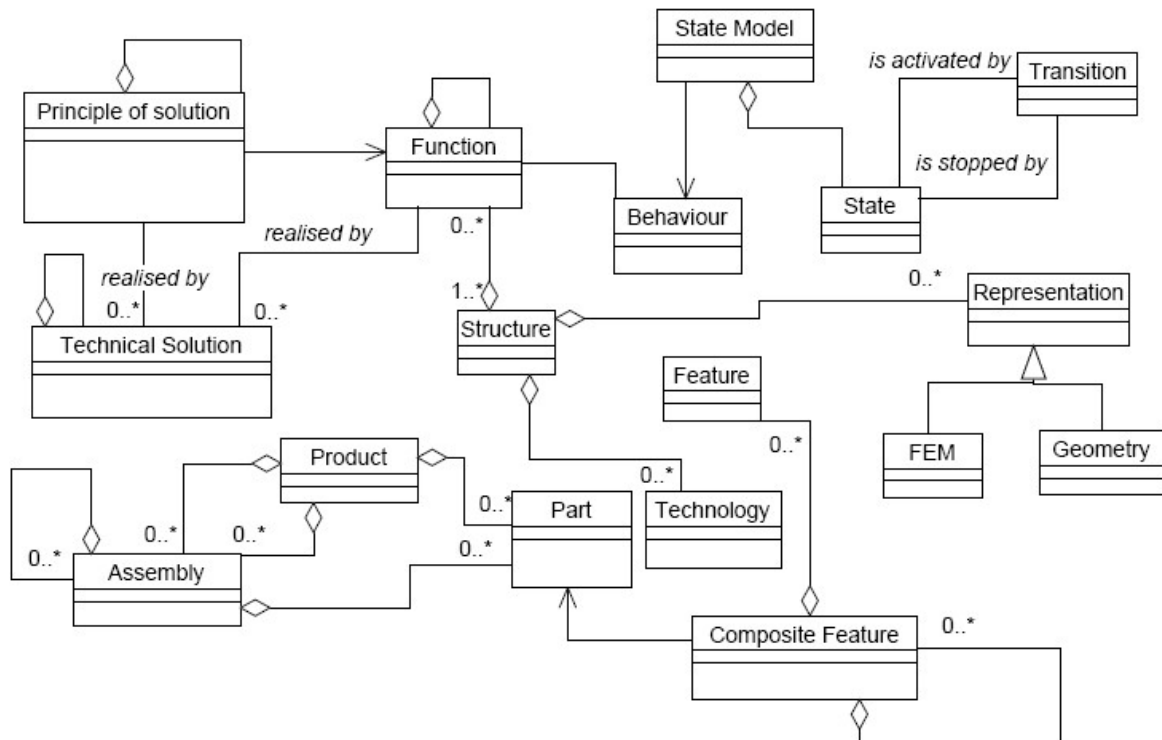 State Model
is activated by
Transition
Principle of solution
Function
is stopped by
State
Behaviour
0..*
realised by
realised by
0..*
0..*
1..*
0..*
Representation
Technical Solution
Structure
Feature
FEM
Geometry
0..*
Product
0..*
Part
Technology
0..*
0..*
0..*
0..*
0..*
Assembly
Composite Feature
0..*